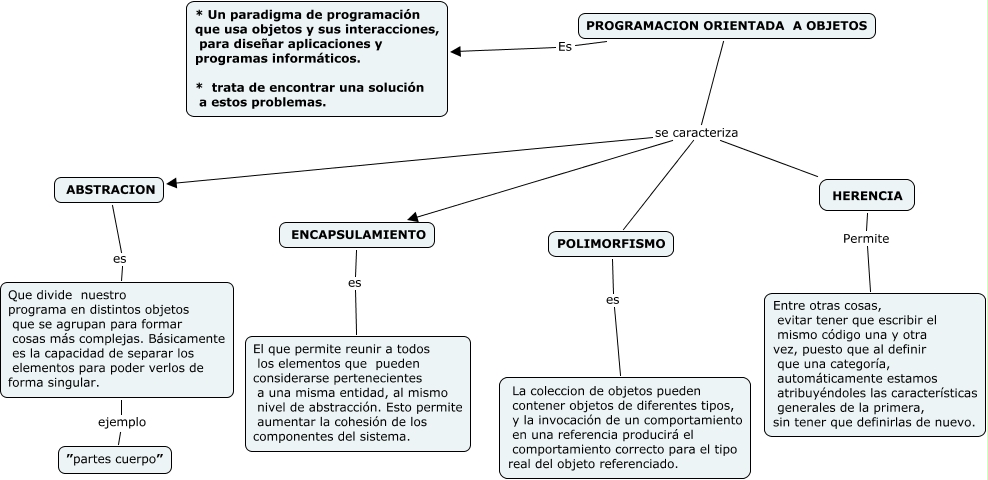 PROGRAMACION ORIENTADA A OBJETOS
Es
* Un paradigma de programación
que usa objetos y sus interacciones,
para diseñar aplicaciones y
programas informáticos.
* trata de encontrar una solución
a estos problemas.
se caracteriza
ABSTRACION
es
Que divide nuestro
programa en distintos objetos
que se agrupan para formar
cosas más complejas. Básicamente
es la capacidad de separar los
elementos para poder verlos de
forma singular.
ejemplo
"partes cuerpo"
ENCAPSULAMIENTO
es
El que permite reunir a todos
los elementos que pueden
considerarse pertenecientes
a una misma entidad, al mismo
nivel de abstracción. Esto permite
aumentar la cohesión de los
componentes del sistema.
POLIMORFISMO
es
La coleccion de objetos pueden
contener objetos de diferentes tipos,
y la invocación de un comportamiento
en una referencia producirá el
comportamiento correcto para el tipo
real del objeto referenciado.
HERENCIA
Permite
Entre otras cosas,
evitar tener que escribir el
mismo código una y otra
vez, puesto que al definir
que una categoría,
automáticamente estamos
atribuyéndoles las características
generales de la primera,
sin tener que definirlas de nuevo.